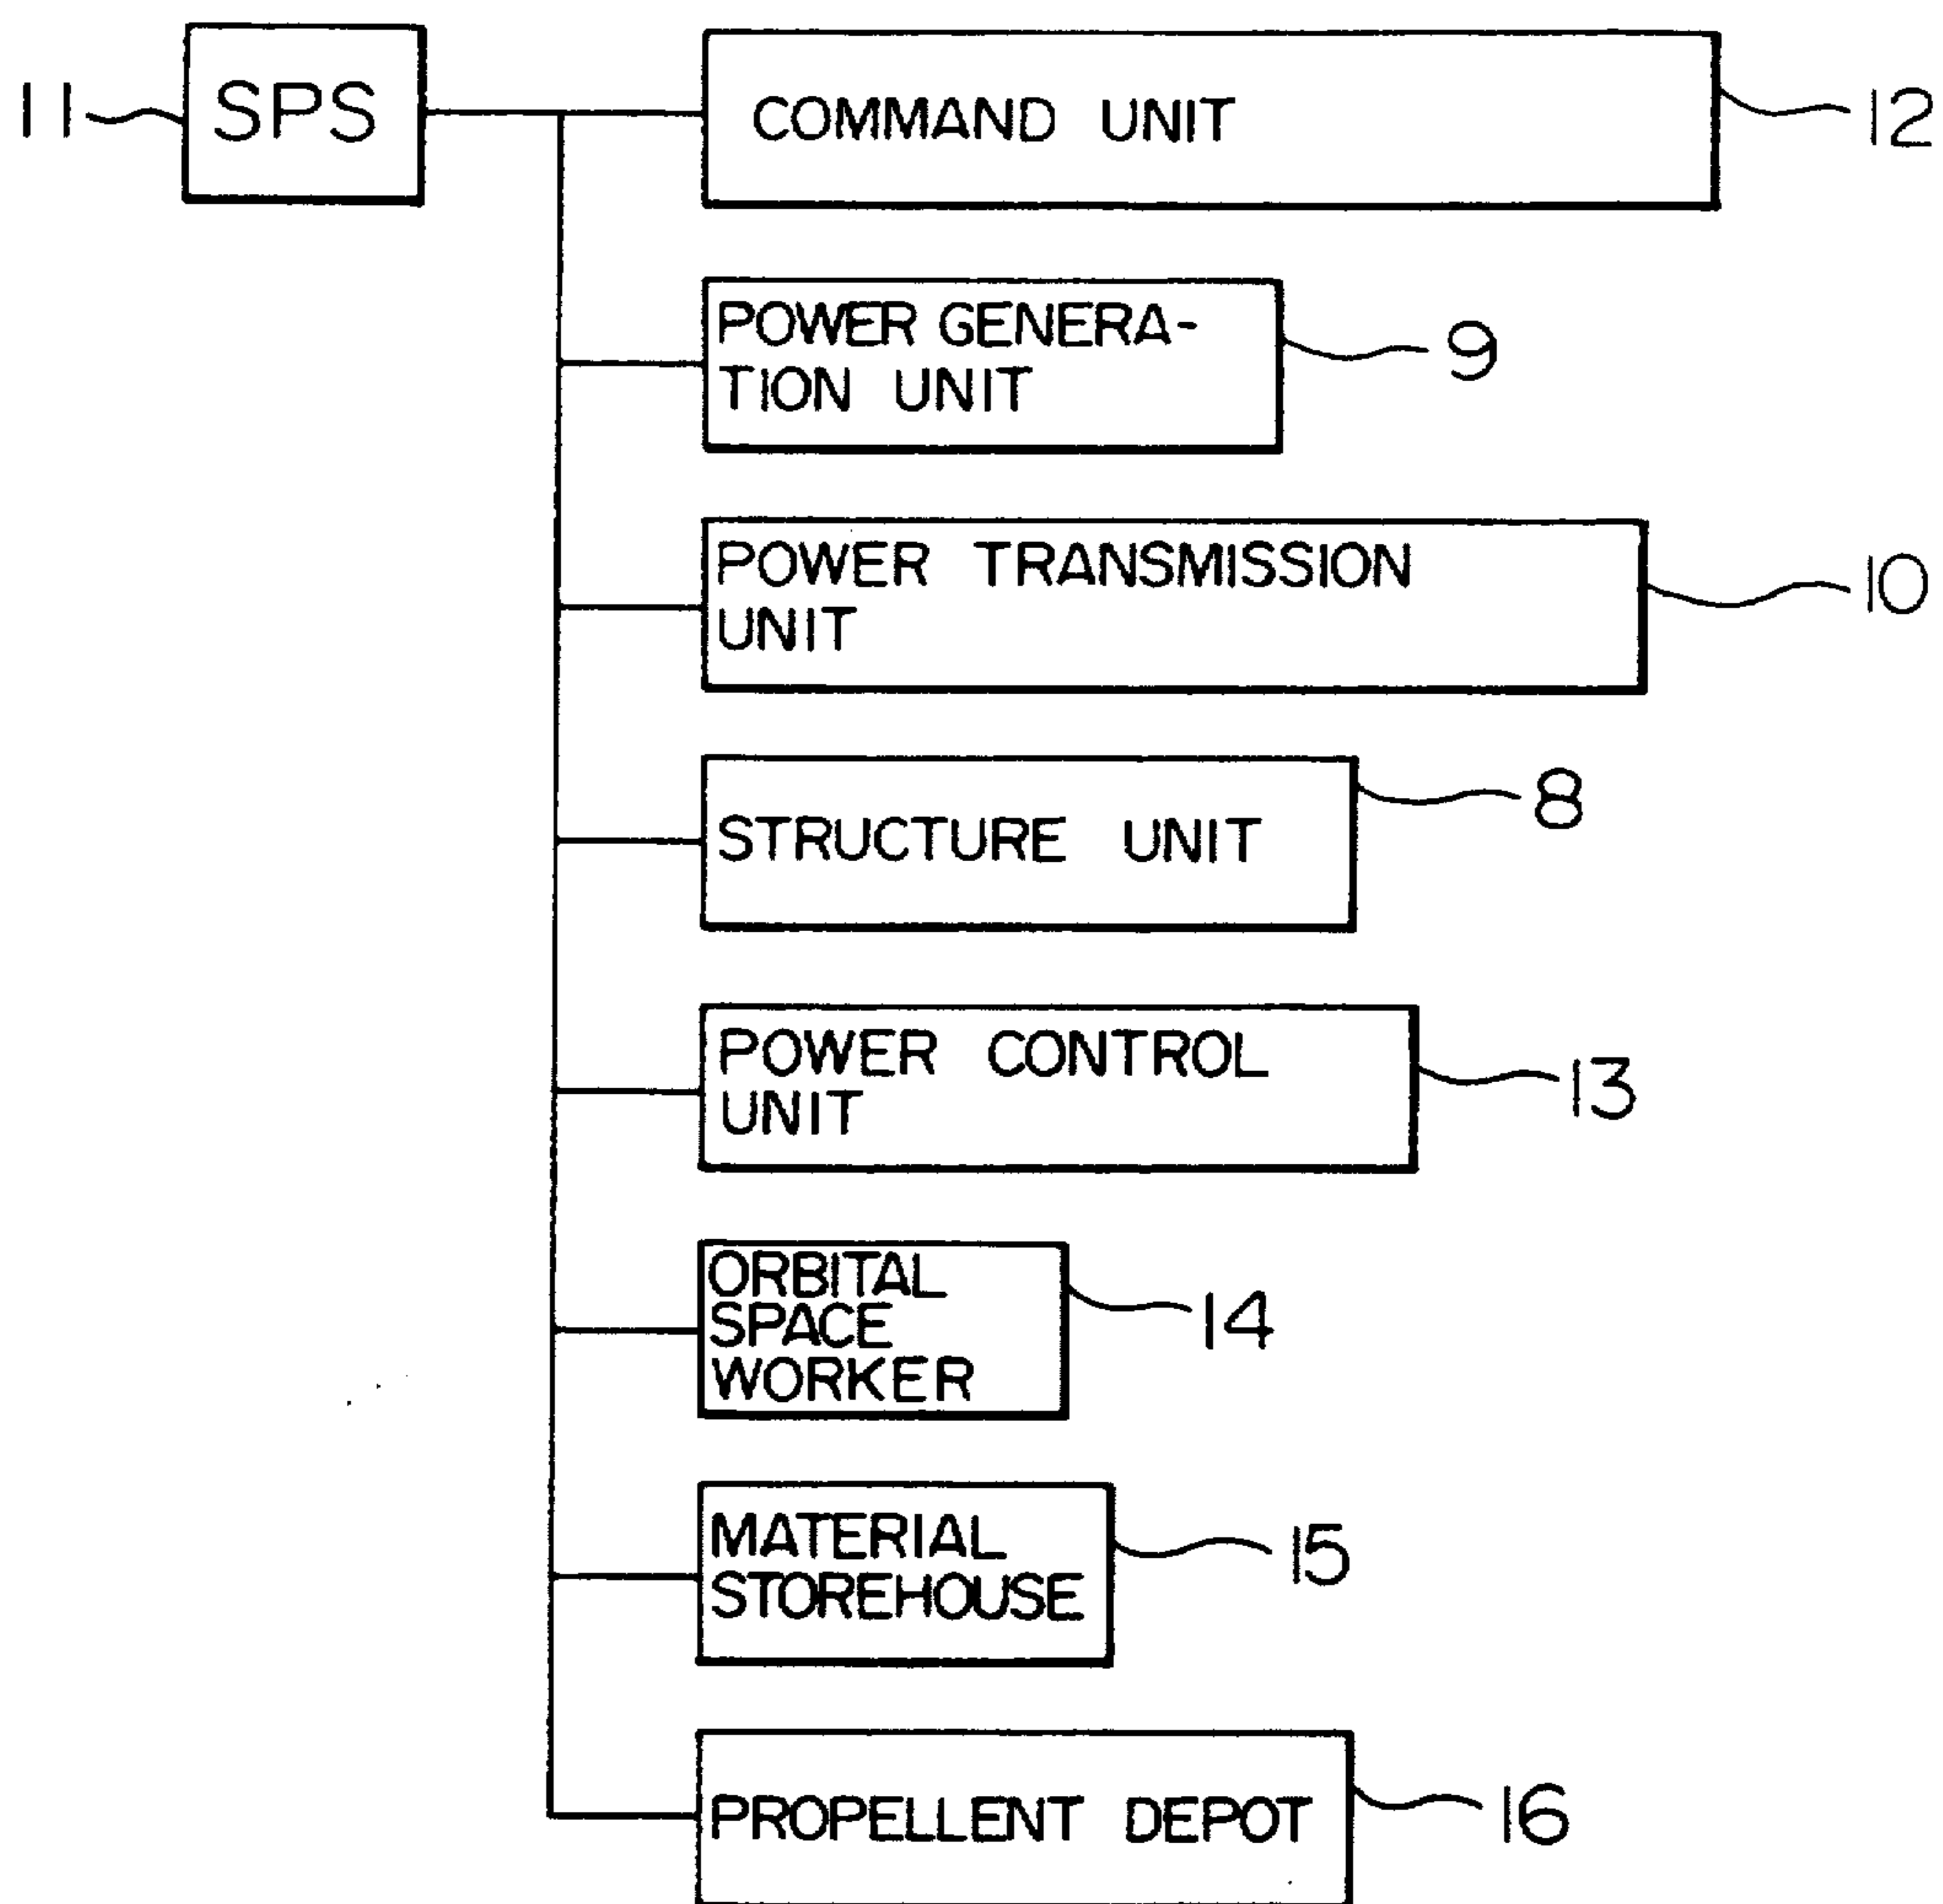 11 SPS
COMMAND UNIT 12
POWER GENERA-
TION UNIT
9
POWER TRANSMISSION
UNIT
10
STRUCTURE UNIT
8
POWER CONTROL
UNIT
13
ORBITAL
SPACE
WORKER
14
MATERIAL
STOREHOUSE
15
PROPELLENT DEPOT
16